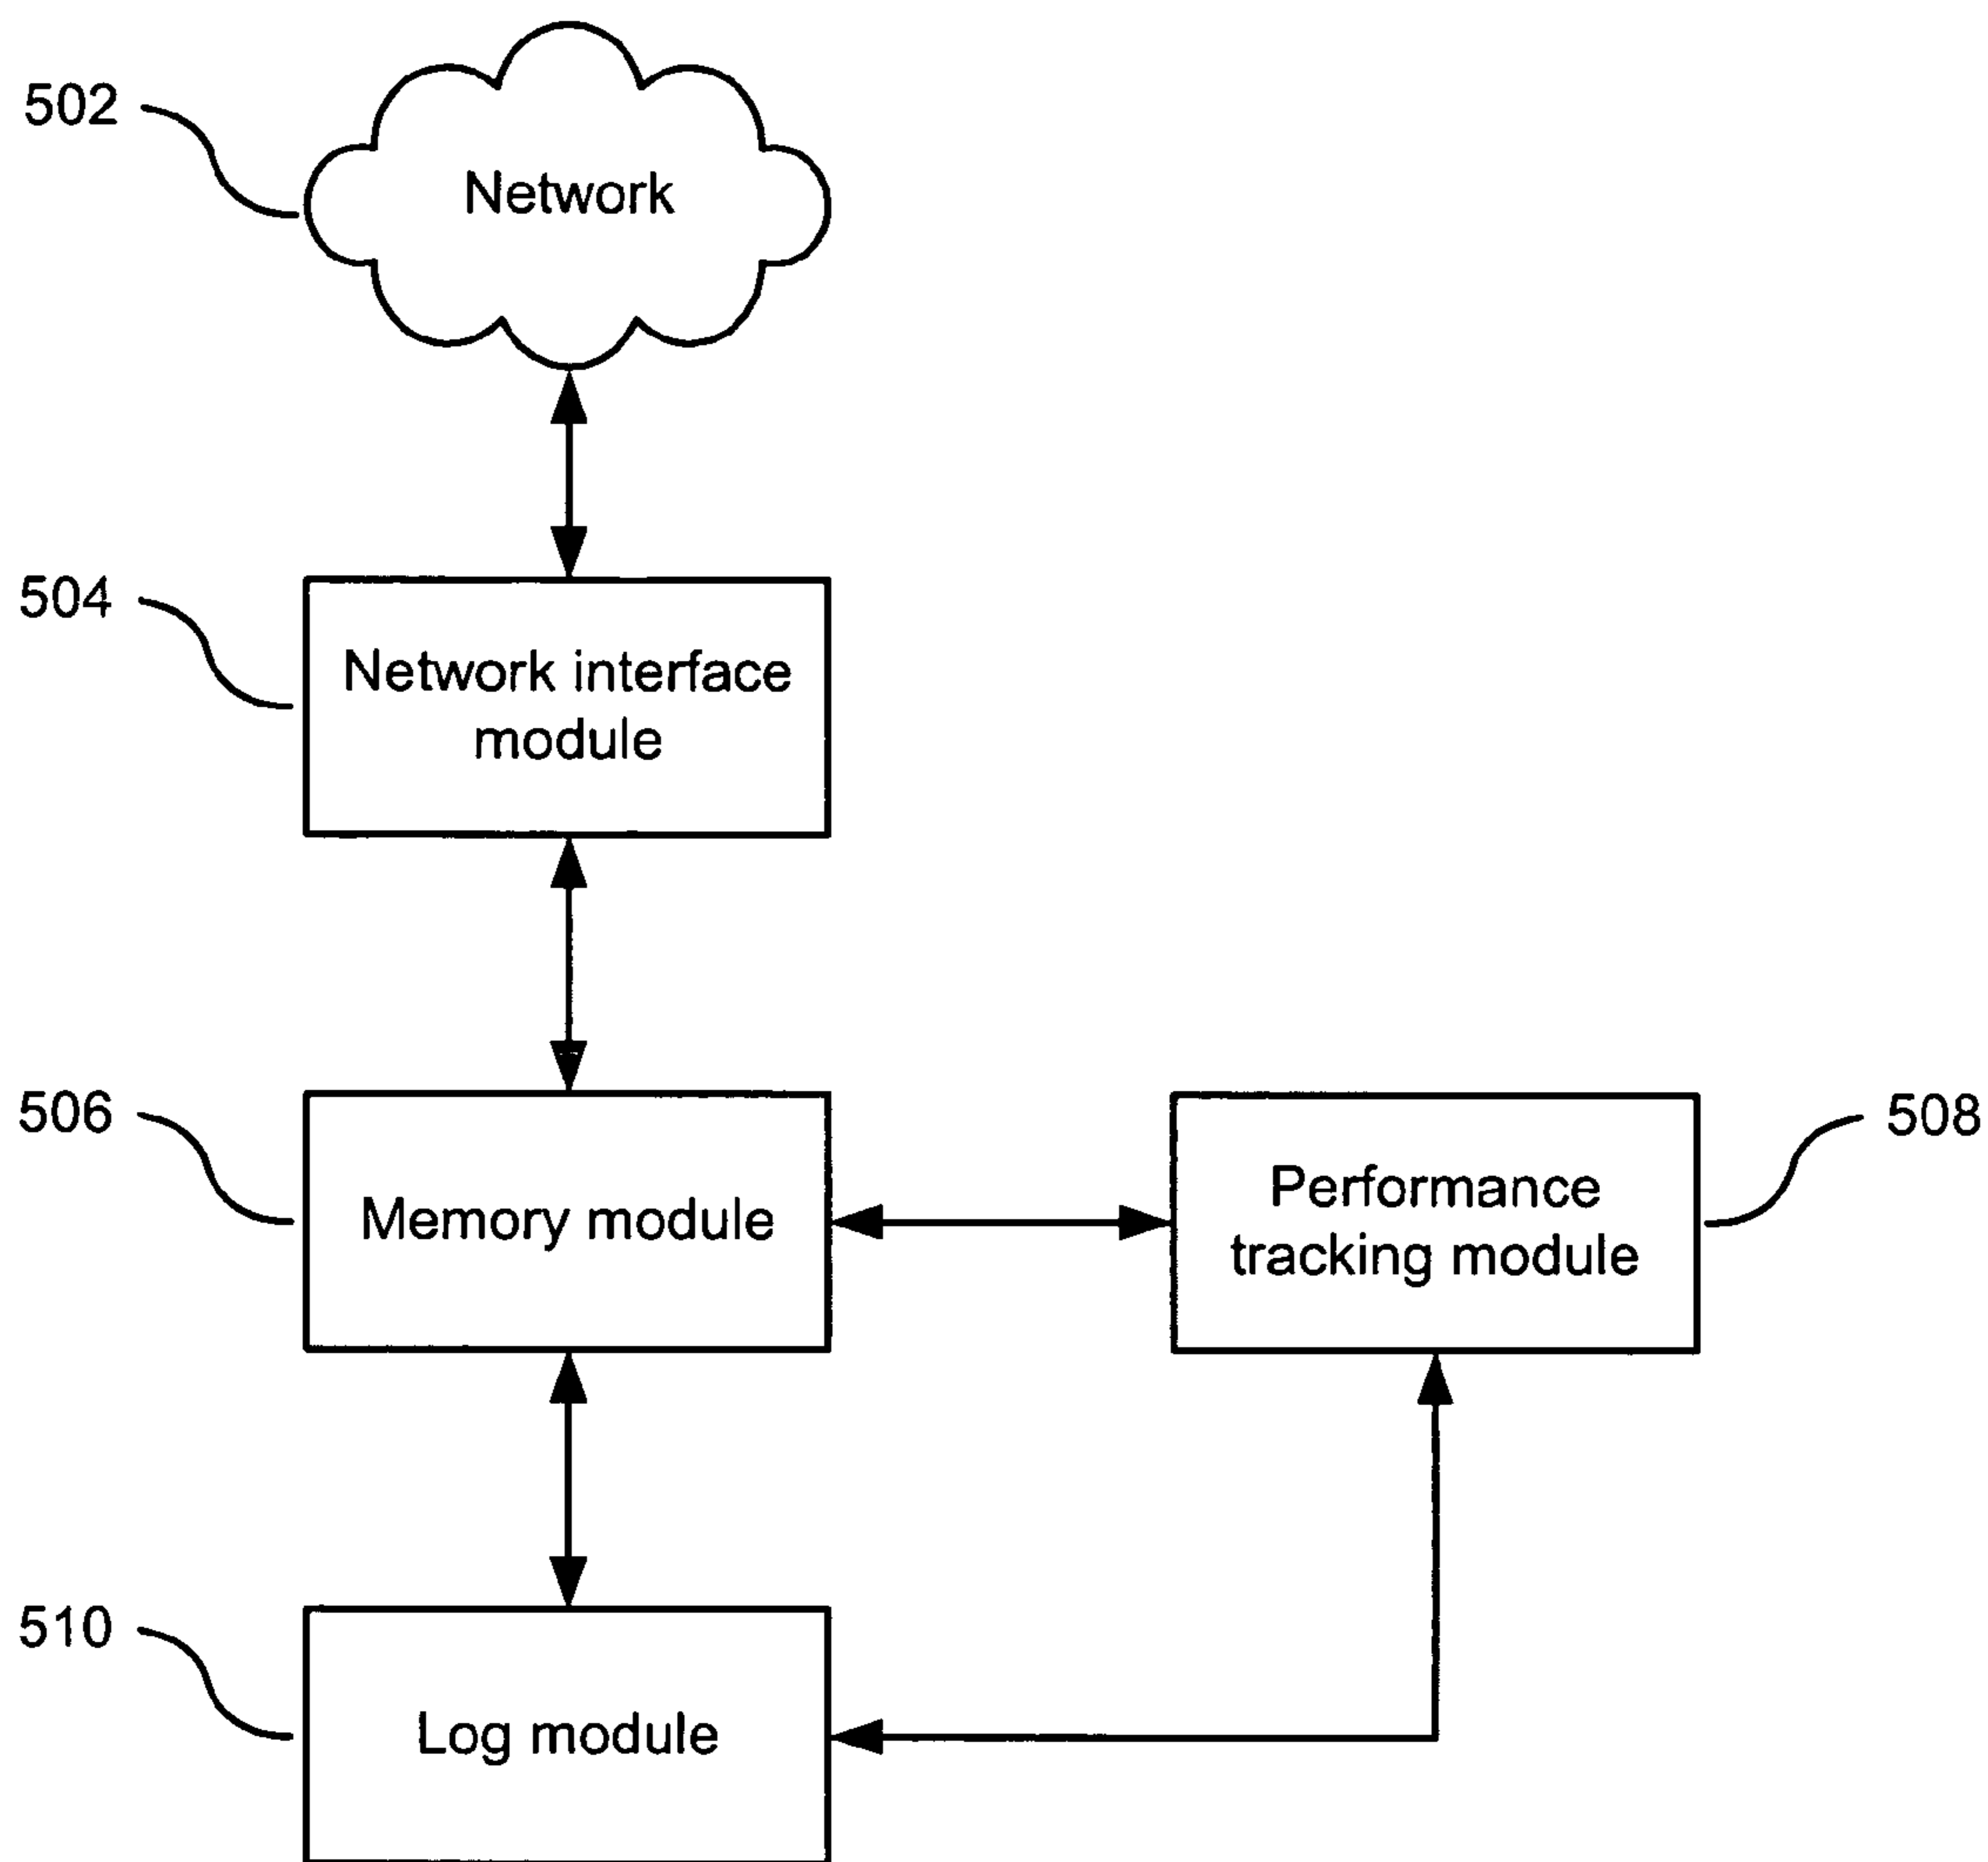 502
Network
504
Network interface
module
506
Memory module
Performance
tracking module
508
510
Log module